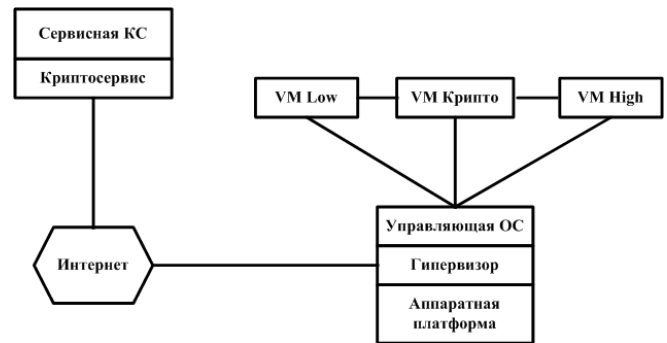 Сервисная КС
Криптосервис
VM Low
VM Крипто
VM High
Управляющая ОС
Интернет
Гипервизор
Аппаратная
платформа